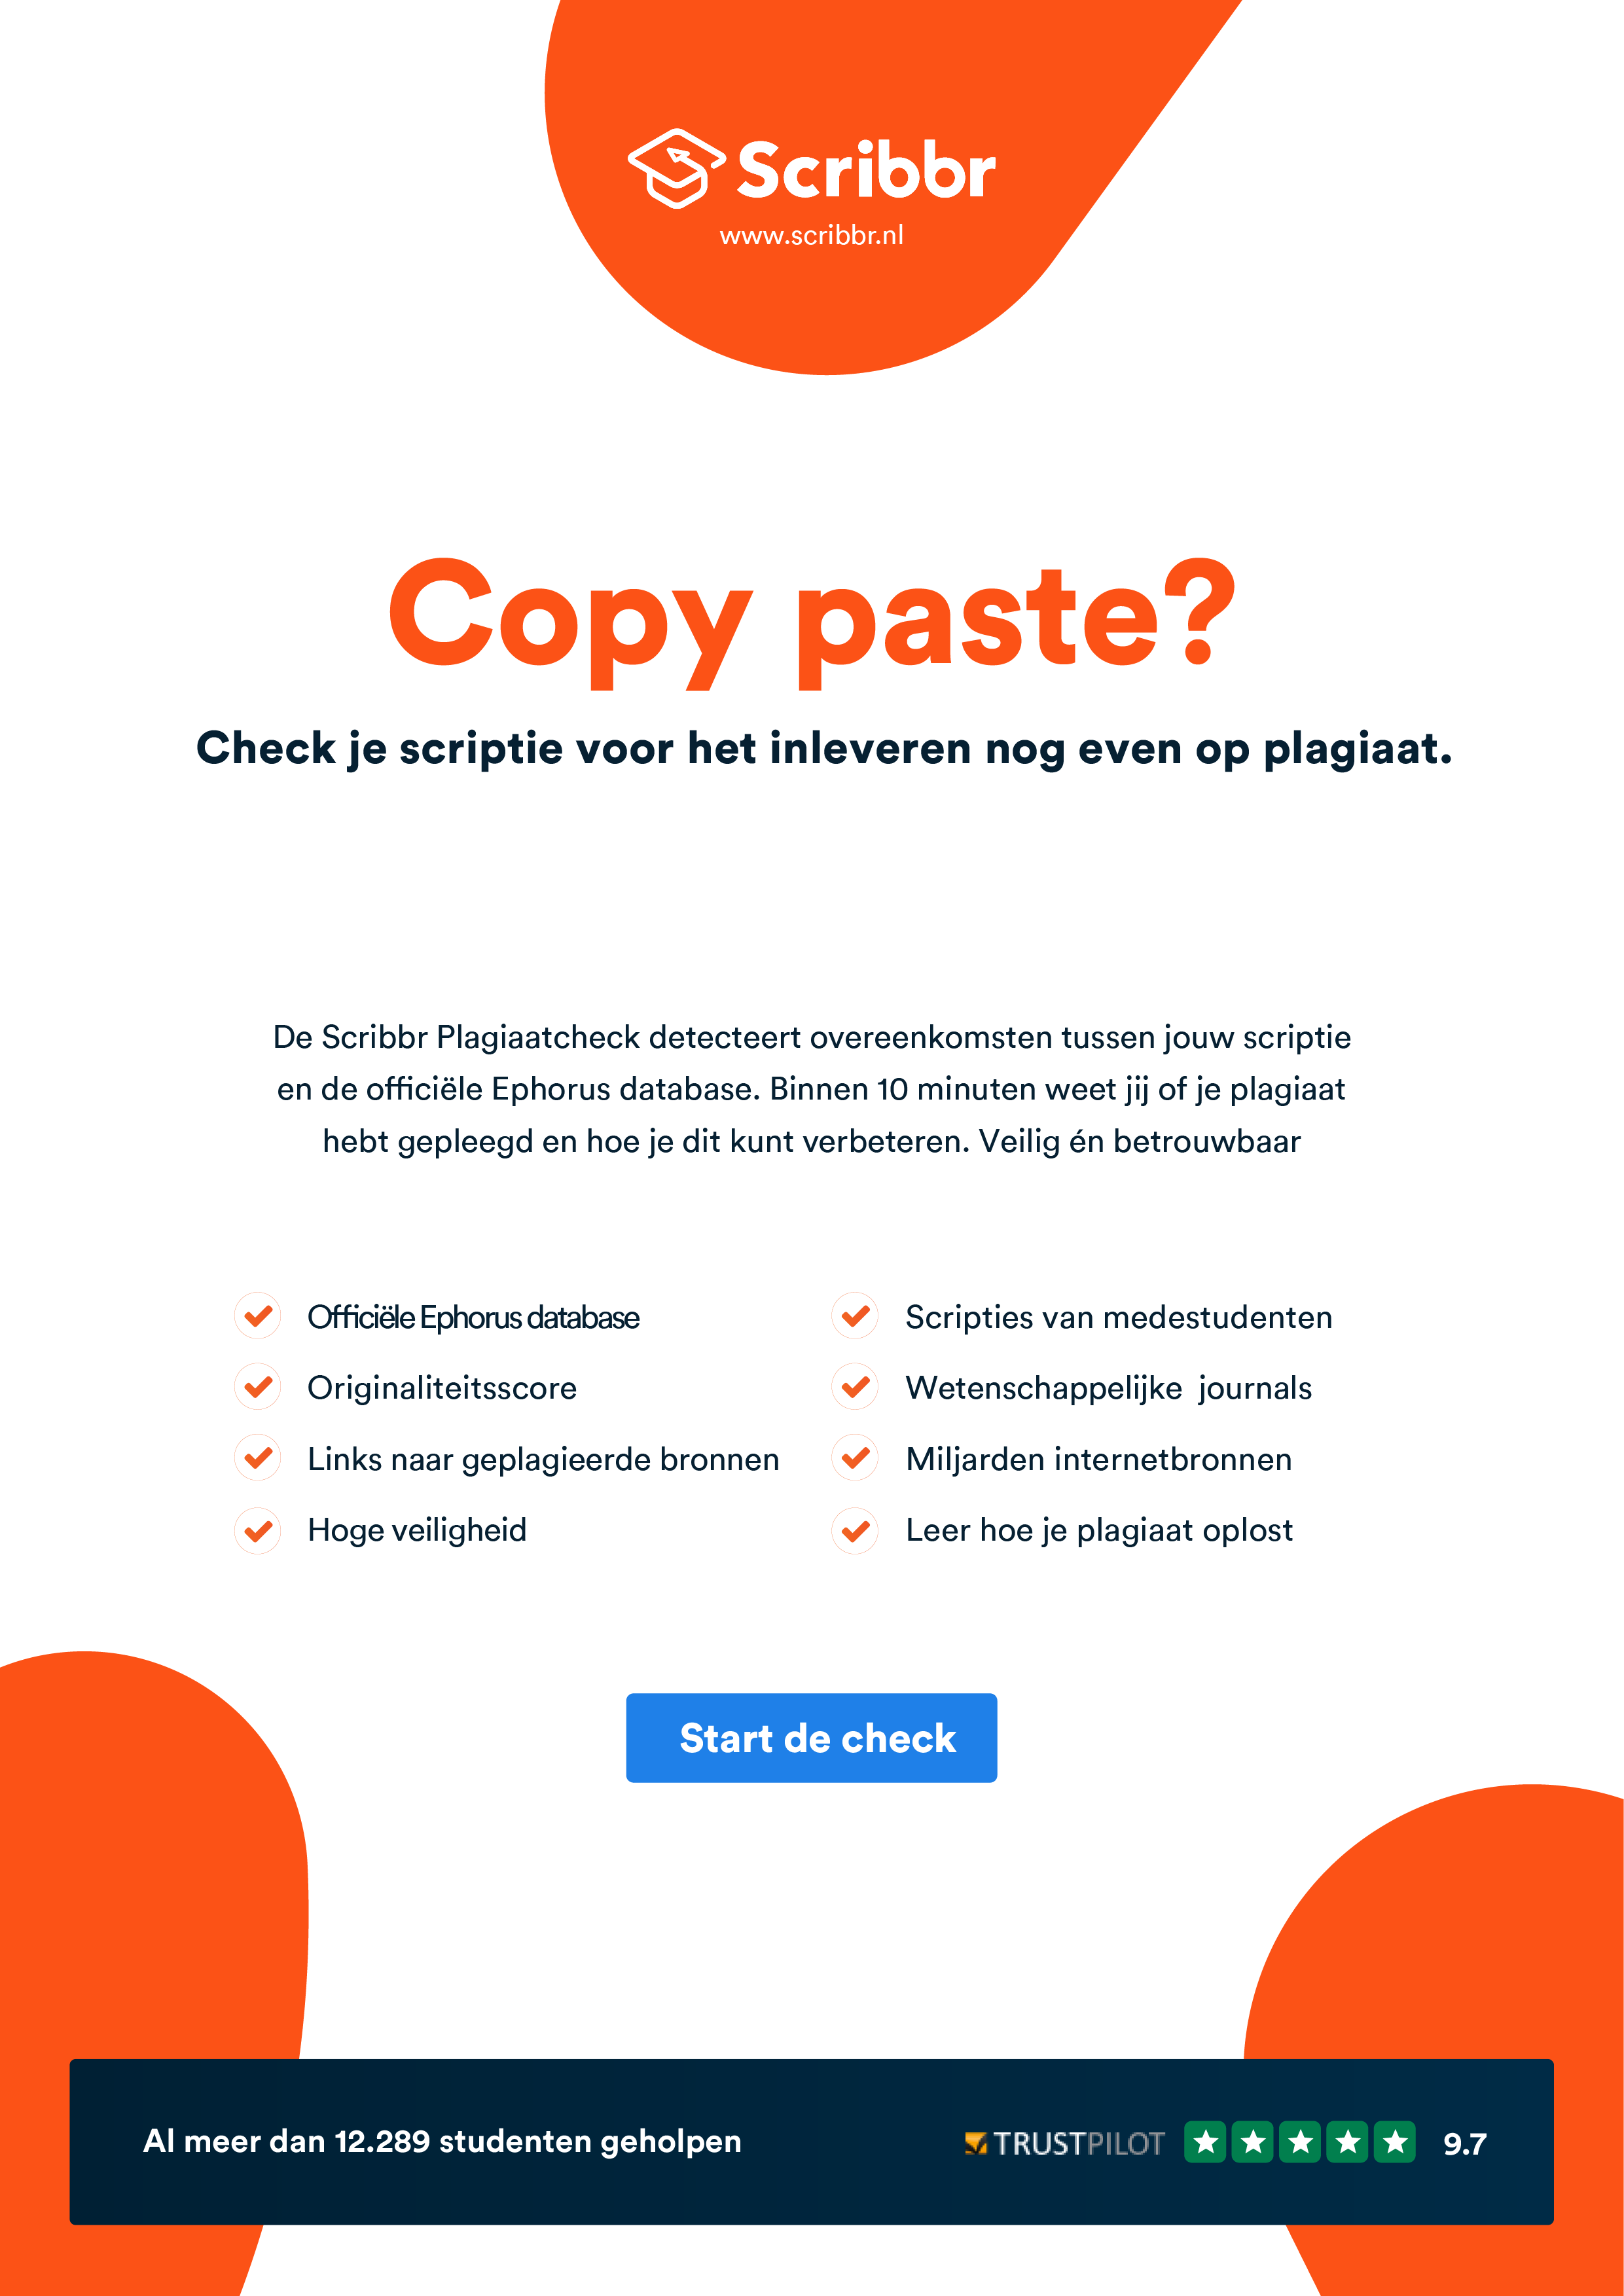 Scribbr
www.scribbr.nl
Copy paste?
Check je scriptie voor het inleveren nog even op plagiaat.
De Scribbr Plagiaatcheck detecteert overeenkomsten tussen jouw scriptie
en de officiële Ephorus database. Binnen 10 minuten weet jij of je plagiaat
hebt gepleegd en hoe je dit kunt verbeteren. Veilig én betrouwbaar
Officiële Ephorus database
Originaliteitsscore
Links naar geplagieerde bronnen
Hoge veiligheid
Scripties van medestudenten
Wetenschappelijke journals
Miljarden internetbronnen
Leer hoe je plagiaat oplost
Start de check
Al meer dan 12.289 studenten geholpen
TRUSTPILOT 9.7